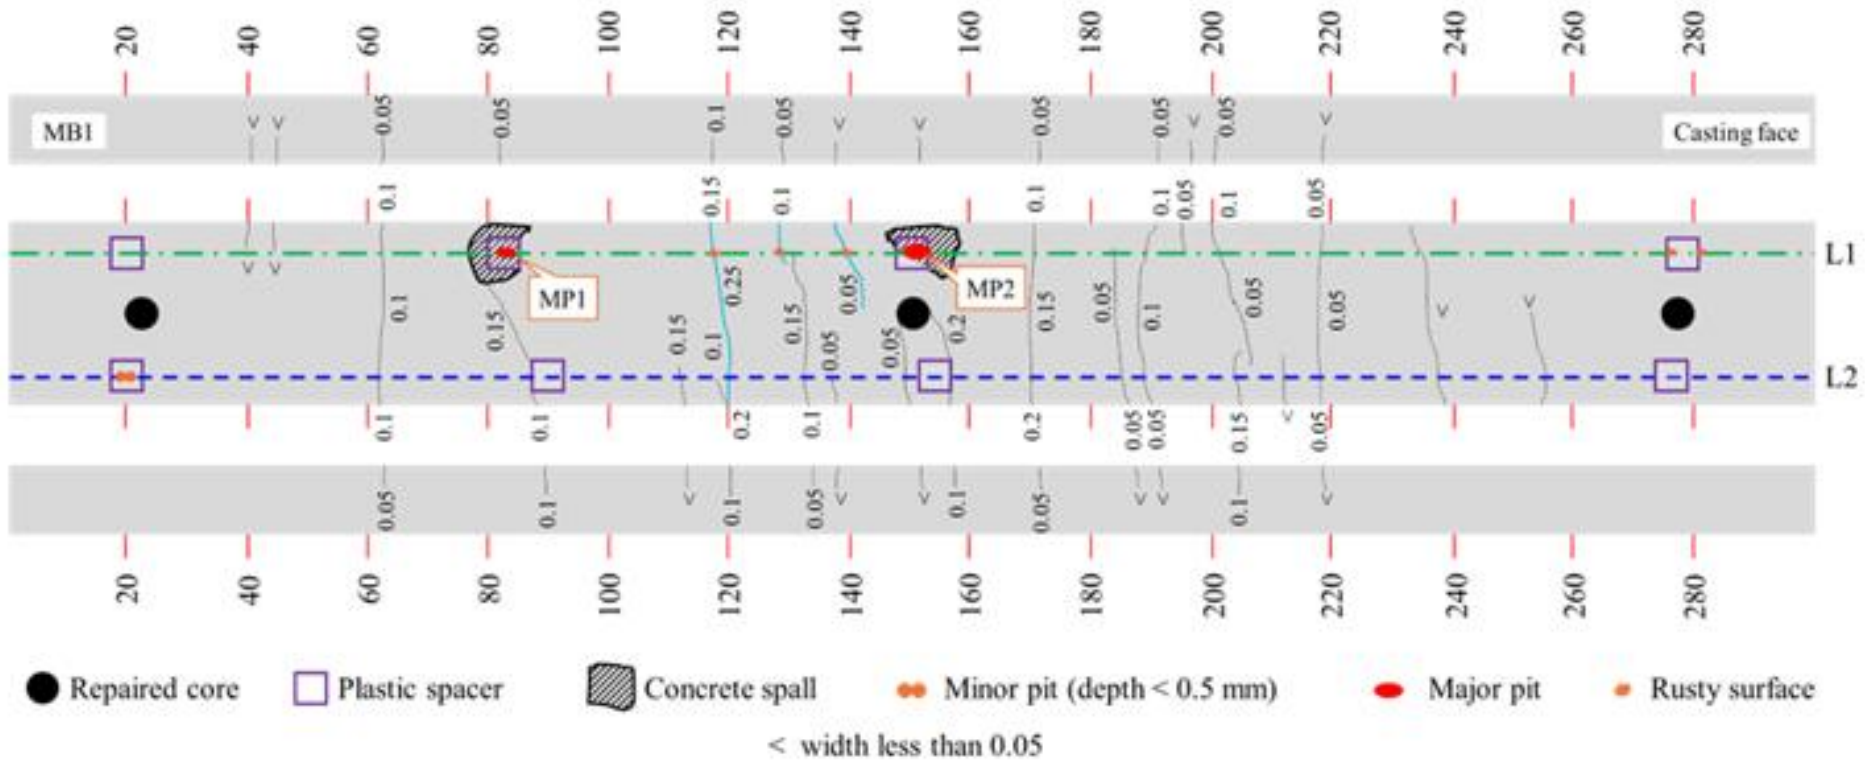 20 40 60 80 100 120 140 160 180 200 220 240 260 280
MB1 < < 0.05 0.05 0.1 0.05 < < 0.05 0.05 < 0.05 < Casting face
0.1 0.15 0.1 0.1 0.1 0.05 0.1 0.05
L1
< < 0.1 0.15 MP1 0.15 0.25 0.1 0.15 0.05 0.05 0.05 MP2 0.2 0.15 0.05 0.1 0.05 0.05 < <
L2
0.1 0.1 0.2 0.1 0.2 0.05 0.05 0.15 < 0.05
0.05 0.1 < 0.1 0.05 < < 0.1 0.05 < < 0.1 <
20 40 60 80 100 120 140 160 180 200 220 240 260 280
Repaired core Plastic spacer Concrete spall Minor pit (depth < 0.5 mm) Major pit Rusty surface
< width less than 0.05